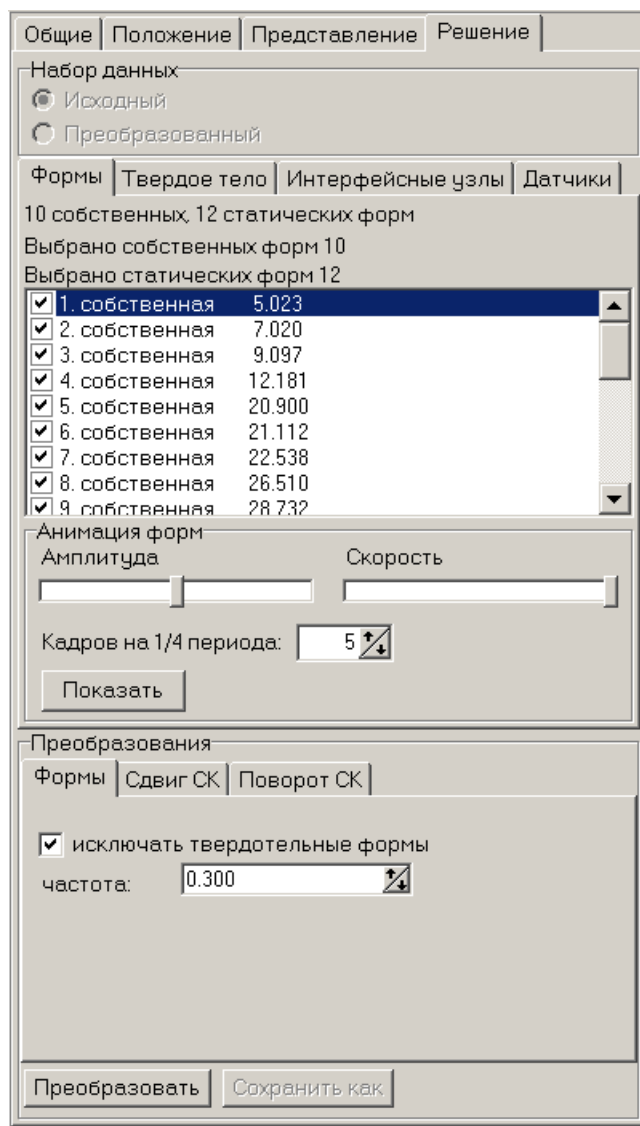 Общие Положение Представление Решение
Набор данных
Исходный
Преобразованный
Формы Твердое тело Интерфейсные узлы Датчики
10 собственных, 12 статических форм
Выбрано собственных форм 10
Выбрано статических форм 12
1. собственная 5.023
2. собственная 7.020
3. собственная 9.097
4. собственная 12.181
5. собственная 20.900
6. собственная 21.112
7. собственная 22.538
8. собственная 26.510
9. собственная 28.732
Анимация форм
Амплитуда Скорость
Кадров на 1/4 периода: 5
Показать
Преобразования
Формы Сдвиг СК Поворот СК
исключать твердотельные формы
частота: 0.300
Преобразовать Сохранить как